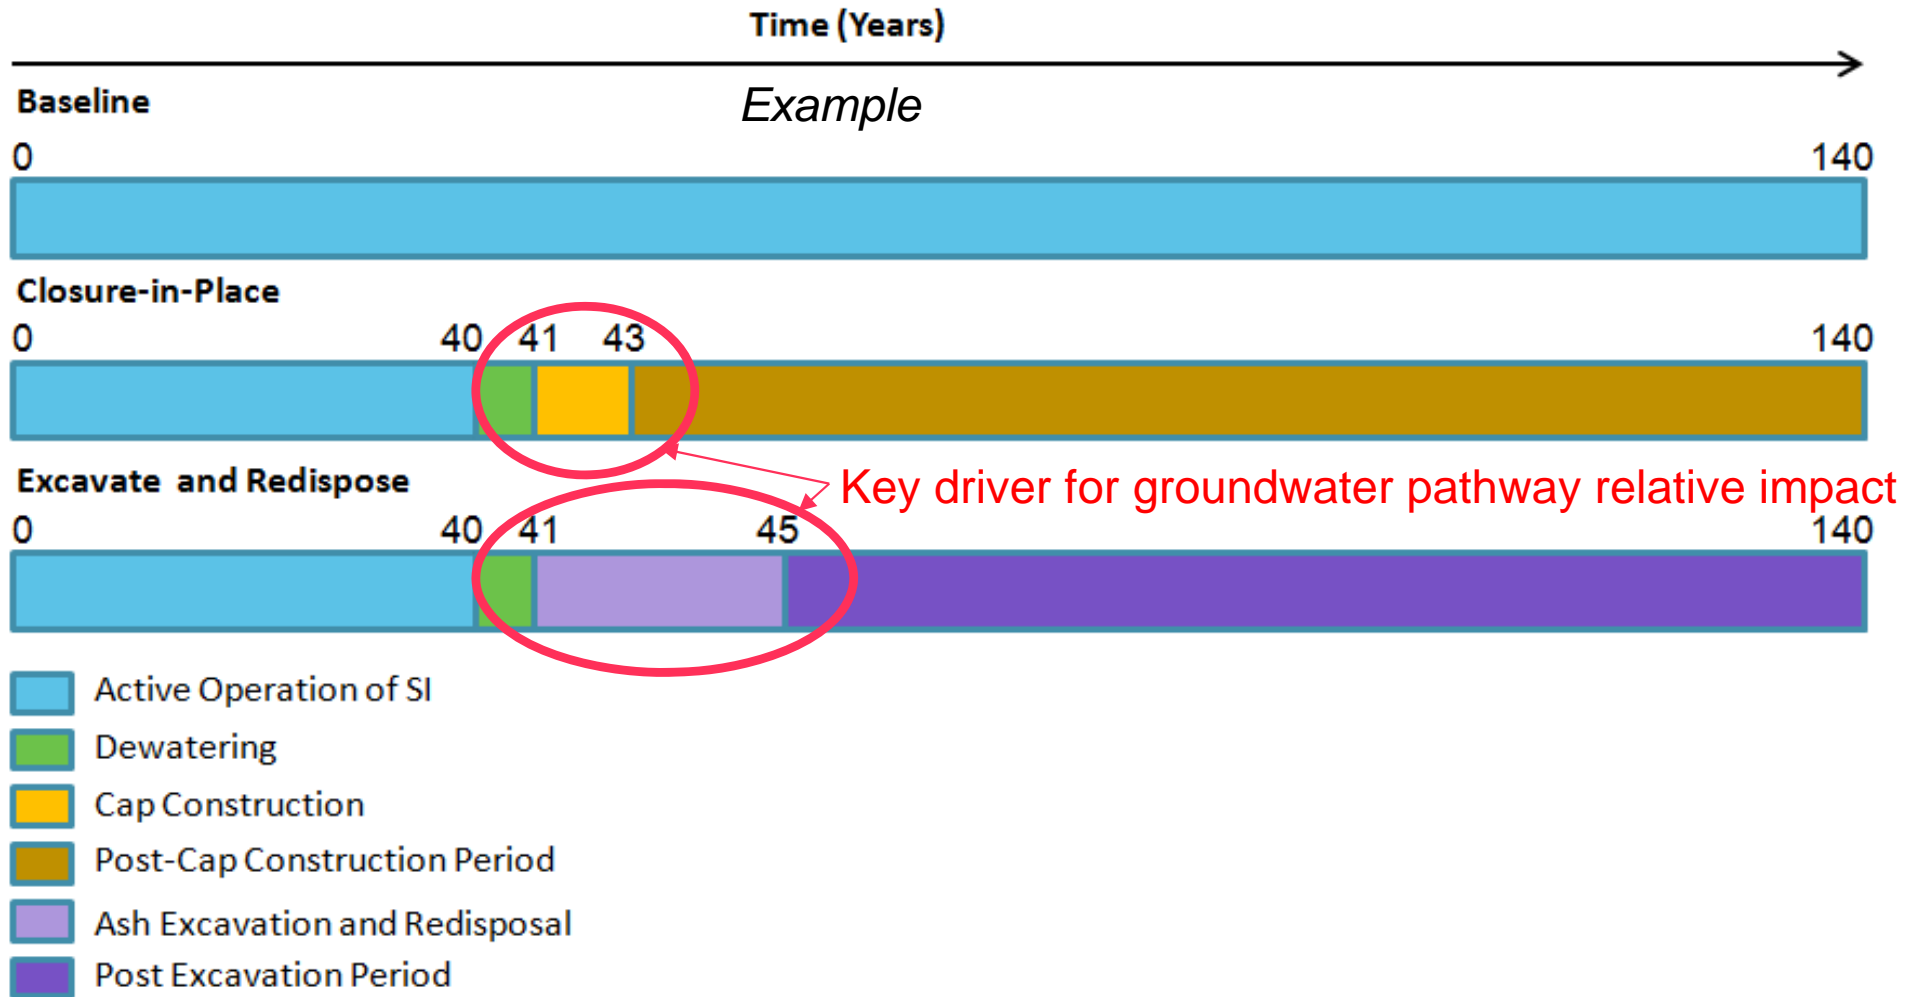 Time (Years)
Baseline
Example
0 140
Closure-in-Place
0 40 41 43 140
Excavate and Redispose
Key driver for groundwater pathway relative impact
0 40 41 45 140
Active Operation of SI
Dewatering
Cap Construction
Post-Cap Construction Period
Ash Excavation and Redisposal
Post Excavation Period